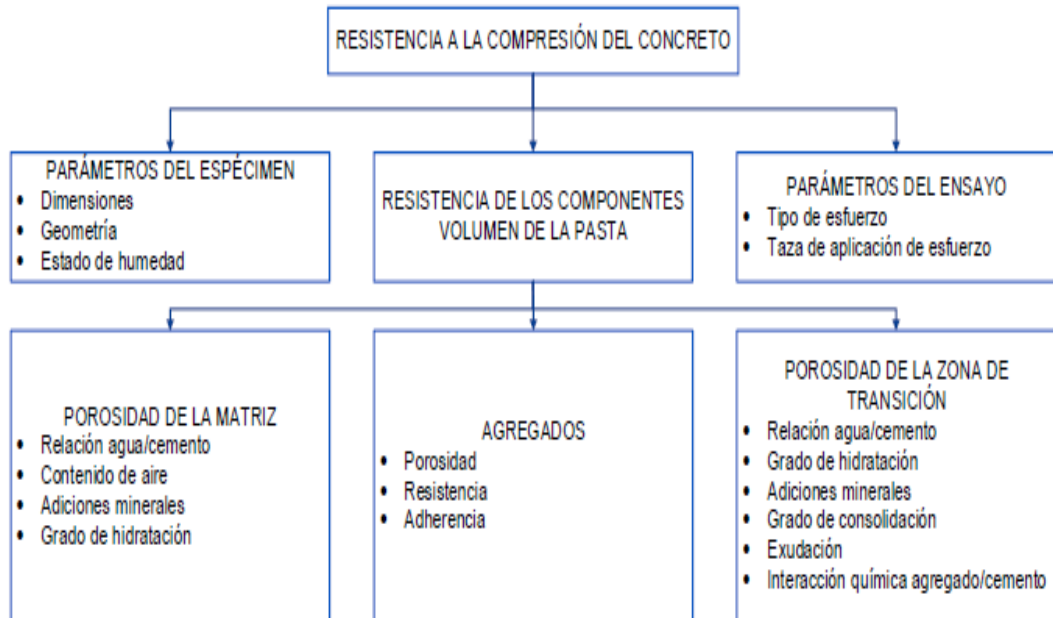 RESISTENCIA A LA COMPRESIÓN DEL CONCRETO
PARÁMETROS DEL ESPÉCIMEN
• Dimensiones
• Geometría
• Estado de humedad
RESISTENCIA DE LOS COMPONENTES
VOLUMEN DE LA PASTA
PARÁMETROS DEL ENSAYO
• Tipo de esfuerzo
• Taza de aplicación de esfuerzo
POROSIDAD DE LA MATRIZ
• Relación agua/cemento
• Contenido de aire
• Adiciones minerales
• Grado de hidratación
AGREGADOS
• Porosidad
• Resistencia
• Adherencia
POROSIDAD DE LA ZONA DE
TRANSICIÓN
• Relación agua/cemento
• Grado de hidratación
• Adiciones minerales
• Grado de consolidación
• Exudación
• Interacción química agregado/cemento